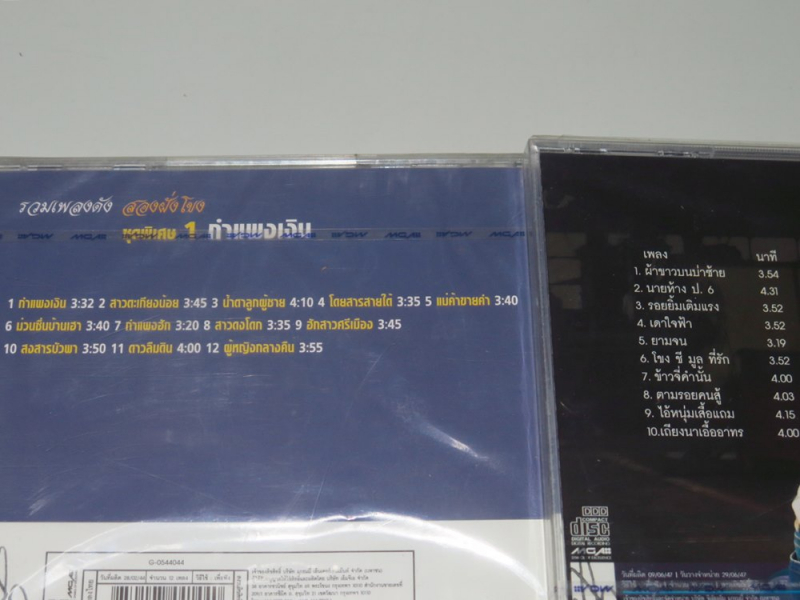 รวมเพลงดัง สองฝั่งโขง
ชุดพิเศษ 1 กำแพงเงิน
1 กำแพงเงิน 3:32 2 สาวตะเกียงน้อย 3:45 3 น้ำตาลูกผู้ชาย 4:10 4 โดยสารสายใต้ 3:35 5 แม่ค้าขายคำ 3:40
6 ม่วนชื่นบ้านเฮา 3:40 7 กำแพงฮัก 3:20 8 สาวดงโดก 3:35 9 ฮักสาวศรีเมือง 3:45
10 สงสารบัวพา 3:50 11 ดาวลืมดิน 4:00 12 ผู้หญิงกลางคืน 3:55
G-0544044
COMPACT
disc
DIGITAL AUDIO
MGA
เพลง นาที
1. ผ้าขาวบนบ่าซ้าย 3.54
2. นายห้าง ป. 6 4.31
3. รอยยิ้มเติมแรง 3.52
4. เดาใจฟ้า 3.52
5. ยามจน 3.19
6. โขง ชี มูล ที่รัก 3.52
7. ข้าวจี่คำนั้น 4.00
8. ตามรอยคนสู้ 4.03
9. ไอ้หนุ่มเสื้อแถม 4.15
10.เถียงนาเอื้ออาทร 4.00